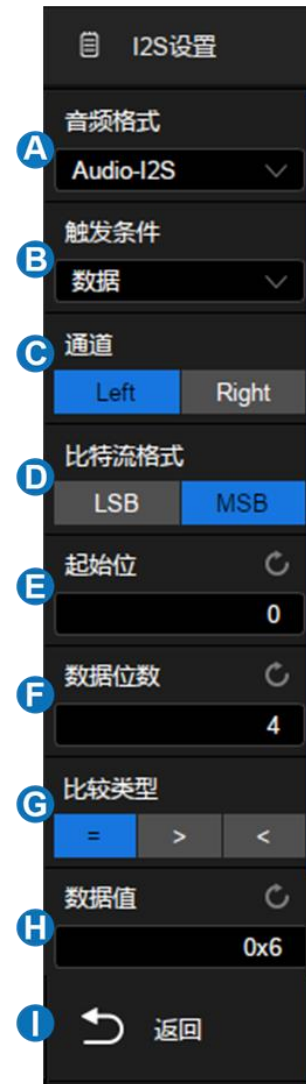 I2S设置
A
音频格式
Audio-I2S
B
触发条件
数据
C
通道
Left Right
D
比特流格式
LSB MSB
E
起始位
0
F
数据位数
4
G
比较类型
= > <
H
数据值
0x6
I
返回